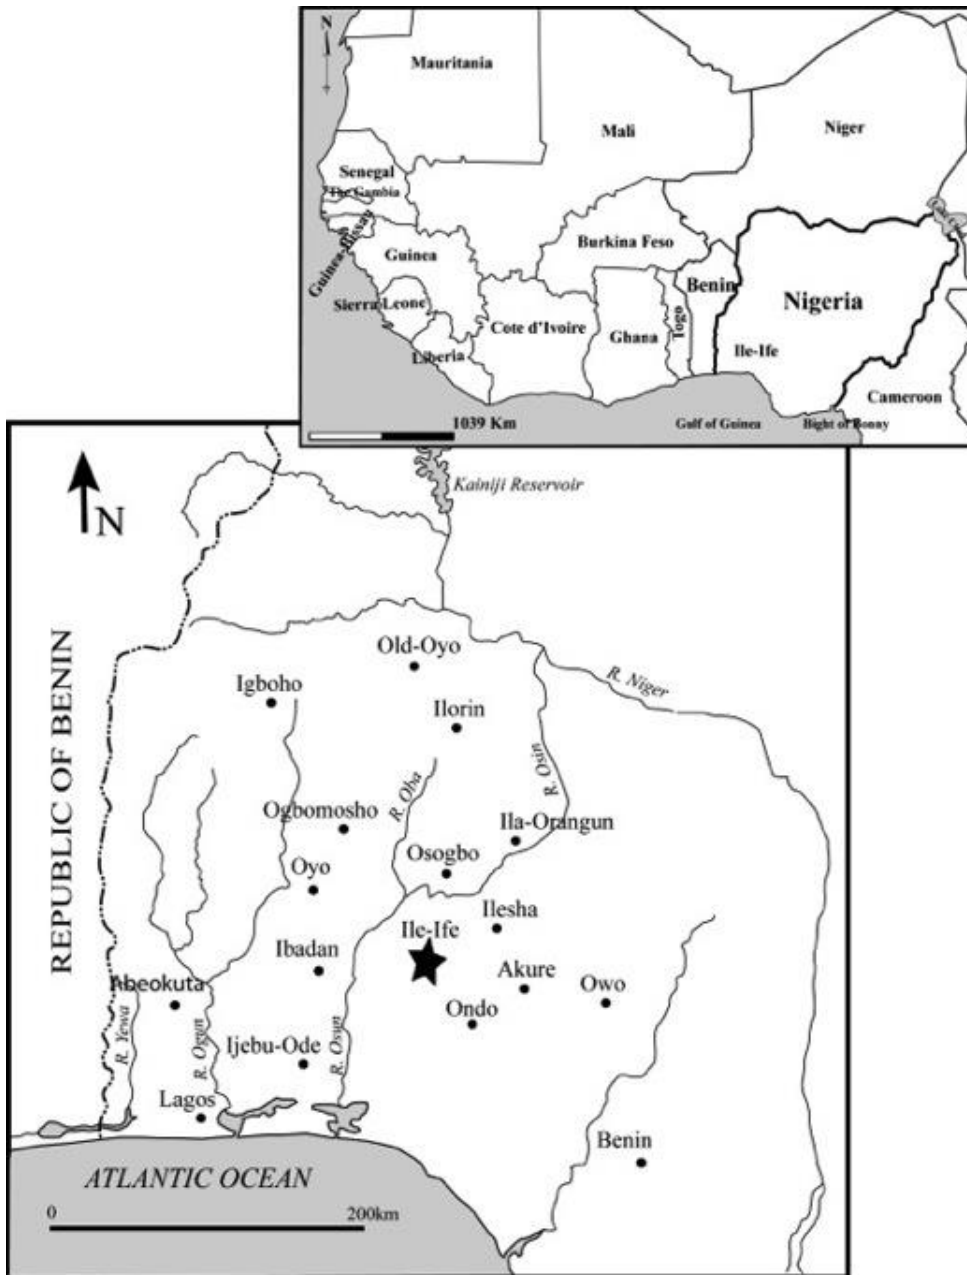 N
Mauritania
Mali
Niger
Senegal
The Gambia
Guinea-Bissau
Guinea
Burkina Feso
Benin
Nigeria
Sierra Leone
Cote d'Ivoire
Ghana
Togo
Liberia
Ile-Ife
Cameroon
1039 Km
Gulf of Guinea
Bight of Bonny
N
Kainiji Reservoir
REPUBLIC OF BENIN
Old-Oyo
Igboho
R. Niger
Ilorin
R. Osin
R. Oba
Ogbomosho
Ila-Orangun
Osogbo
Oyo
Ilesha
Ile-Ife
Ibadan
Akure
Abeokuta
Owo
Ondo
R. Yewa
R. Ogun
Ijebu-Ode
R. Osun
Lagos
Benin
ATLANTIC OCEAN
0 200km